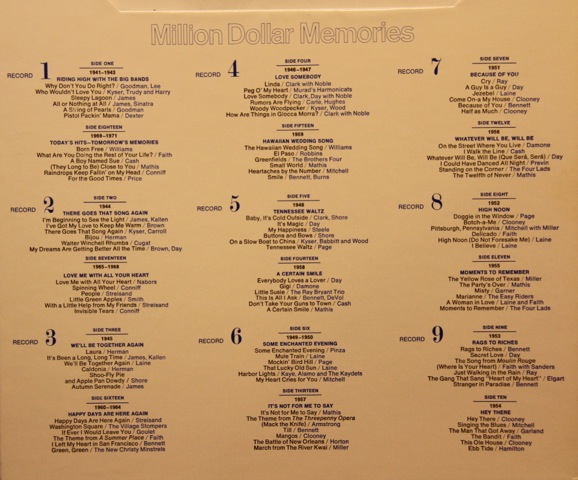 Million Dollar Memories
RECORD 1
SIDE ONE
1941–1943
RIDING HIGH WITH THE BIG BANDS
Why Don't You Do Right? / Goodman, Lee
Who Wouldn't Love You / Kyser, Trudy and Harry
Sleepy Lagoon / James
All or Nothing at All / James, Sinatra
A String of Pearls / Goodman
Pistol Packin' Mama / Dexter
SIDE EIGHTEEN
1969–1971
TODAY'S HITS–TOMORROW'S MEMORIES
Born Free / Williams
What Are You Doing the Rest of Your Life? / Faith
A Boy Named Sue / Cash
(They Long to Be) Close to You / Mathis
Raindrops Keep Fallin' on My Head / Conniff
For the Good Times / Price
RECORD 2
SIDE TWO
1944
THERE GOES THAT SONG AGAIN
I'm Beginning to See the Light / James, Kallen
I've Got My Love to Keep Me Warm / Brown
There Goes That Song Again / Kyser, Carroll
Bijou / Herman
Walter Winchell Rhumba / Cugat
My Dreams Are Getting Better All the Time / Brown, Day
SIDE SEVENTEEN
1965–1968
LOVE ME WITH ALL YOUR HEART
Love Me with All Your Heart / Nabors
Spinning Wheel / Conniff
People / Streisand
Little Green Apples / Smith
With a Little Help from My Friends / Streisand
Invisible Tears / Conniff
RECORD 3
SIDE THREE
1945
WE'LL BE TOGETHER AGAIN
Laura / Herman
It's Been a Long, Long Time / James, Kallen
We'll Be Together Again / Laine
Caldonia / Herman
Shoo-Fly Pie
and Apple Pan Dowdy / Shore
Autumn Serenade / James
SIDE SIXTEEN
1960–1964
HAPPY DAYS ARE HERE AGAIN
Happy Days Are Here Again / Streisand
Washington Square / The Village Stompers
If Ever I Would Leave You / Goulet
The Theme from A Summer Place / Faith
I Left My Heart in San Francisco / Bennett
Green, Green / The New Christy Minstrels
RECORD 4
SIDE FOUR
1946–1947
LOVE SOMEBODY
Linda / Clark with Noble
Peg O' My Heart / Murad's Harmonicats
Love Somebody / Clark, Day with Noble
Rumors Are Flying / Carle, Hughes
Woody Woodpecker / Kyser, Wood
How Are Things in Glocca Morra? / Clark with Noble
SIDE FIFTEEN
1959
HAWAIIAN WEDDING SONG
The Hawaiian Wedding Song / Williams
El Paso / Robbins
Greenfields / The Brothers Four
Small World / Mathis
Heartaches by the Number / Mitchell
Smile / Bennett, Burns
RECORD 5
SIDE FIVE
1948
TENNESSEE WALTZ
Baby, It's Cold Outside / Clark, Shore
It's Magic / Day
My Happiness / Steele
Buttons and Bows / Shore
On a Slow Boat to China / Kyser, Babbitt and Wood
Tennessee Waltz / Page
SIDE FOURTEEN
1958
A CERTAIN SMILE
Everybody Loves a Lover / Day
Gigi / Damone
Little Susie / The Ray Bryant Trio
This Is All I Ask / Bennett, DeVol
Don't Take Your Guns to Town / Cash
A Certain Smile / Mathis
RECORD 6
SIDE SIX
1949–1950
SOME ENCHANTED EVENING
Some Enchanted Evening / Pinza
Mule Train / Laine
Mockin' Bird Hill / Page
That Lucky Old Sun / Laine
Harbor Lights / Kaye, Alamo and the Kaydets
My Heart Cries for You / Mitchell
SIDE THIRTEEN
1957
IT'S NOT FOR ME TO SAY
It's Not for Me to Say / Mathis
The Theme from The Threepenny Opera
(Mack the Knife) / Armstrong
Till / Bennett
Mangos / Clooney
The Battle of New Orleans / Horton
March from The River Kwai / Miller
RECORD 7
SIDE SEVEN
1951
BECAUSE OF YOU
Cry / Ray
A Guy Is a Guy / Day
Jezebel / Laine
Come On-a My House / Clooney
Because of You / Bennett
Half as Much / Clooney
SIDE TWELVE
1956
WHATEVER WILL BE, WILL BE
On the Street Where You Live / Damone
I Walk the Line / Cash
Whatever Will Be, Will Be (Que Será, Será) / Day
I Could Have Danced All Night / Previn
Standing on the Corner / The Four Lads
The Twelfth of Never / Mathis
RECORD 8
SIDE EIGHT
1952
HIGH NOON
Doggie in the Window / Page
Botch-a-Me / Clooney
Pittsburgh, Pennsylvania / Mitchell with Miller
Delicado / Faith
High Noon (Do Not Foresake Me) / Laine
I Believe / Laine
SIDE ELEVEN
1955
MOMENTS TO REMEMBER
The Yellow Rose of Texas / Miller
The Party's Over / Mathis
Misty / Garner
Marianne / The Easy Riders
A Woman in Love / Laine and Faith
Moments to Remember / The Four Lads
RECORD 9
SIDE NINE
1953
RAGS TO RICHES
Rags to Riches / Bennett
Secret Love / Day
The Song from Moulin Rouge
(Where Is Your Heart) / Faith with Sanders
Just Walking in the Rain / Ray
The Gang That Sang "Heart of My Heart" / Elgart
Stranger in Paradise / Bennett
SIDE TEN
1954
HEY THERE
Hey There / Clooney
Singing the Blues / Mitchell
The Man That Got Away / Garland
The Bandit / Faith
This Ole House / Clooney
Ebb Tide / Hamilton